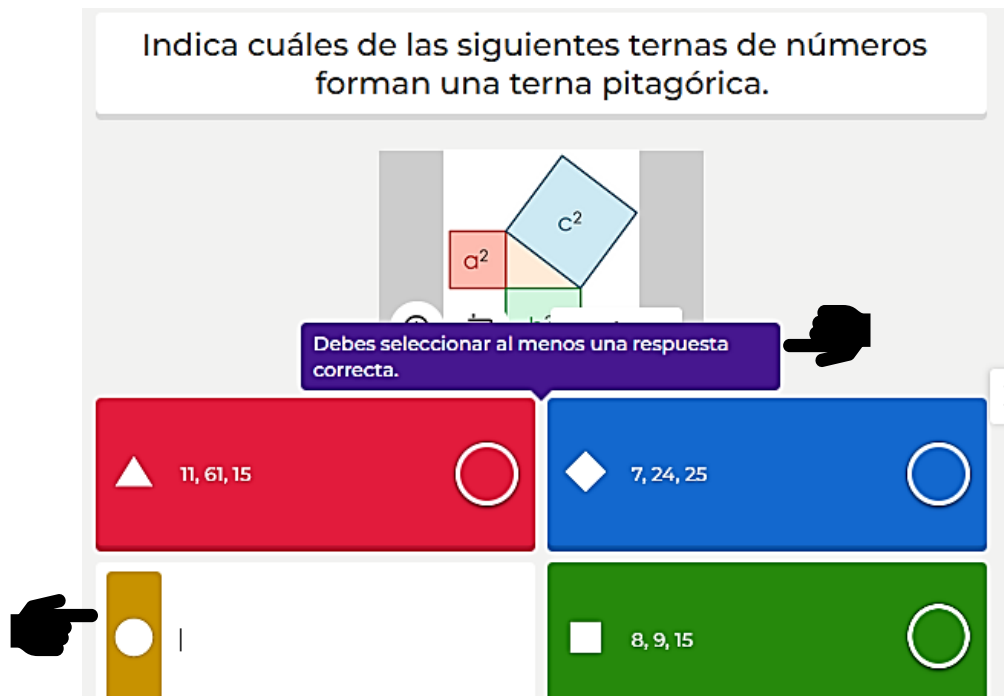 Indica cuáles de las siguientes ternas de números
forman una terna pitagórica.
c²
a²
Debes seleccionar al menos una respuesta
correcta.
11, 61, 15
7, 24, 25
8, 9, 15